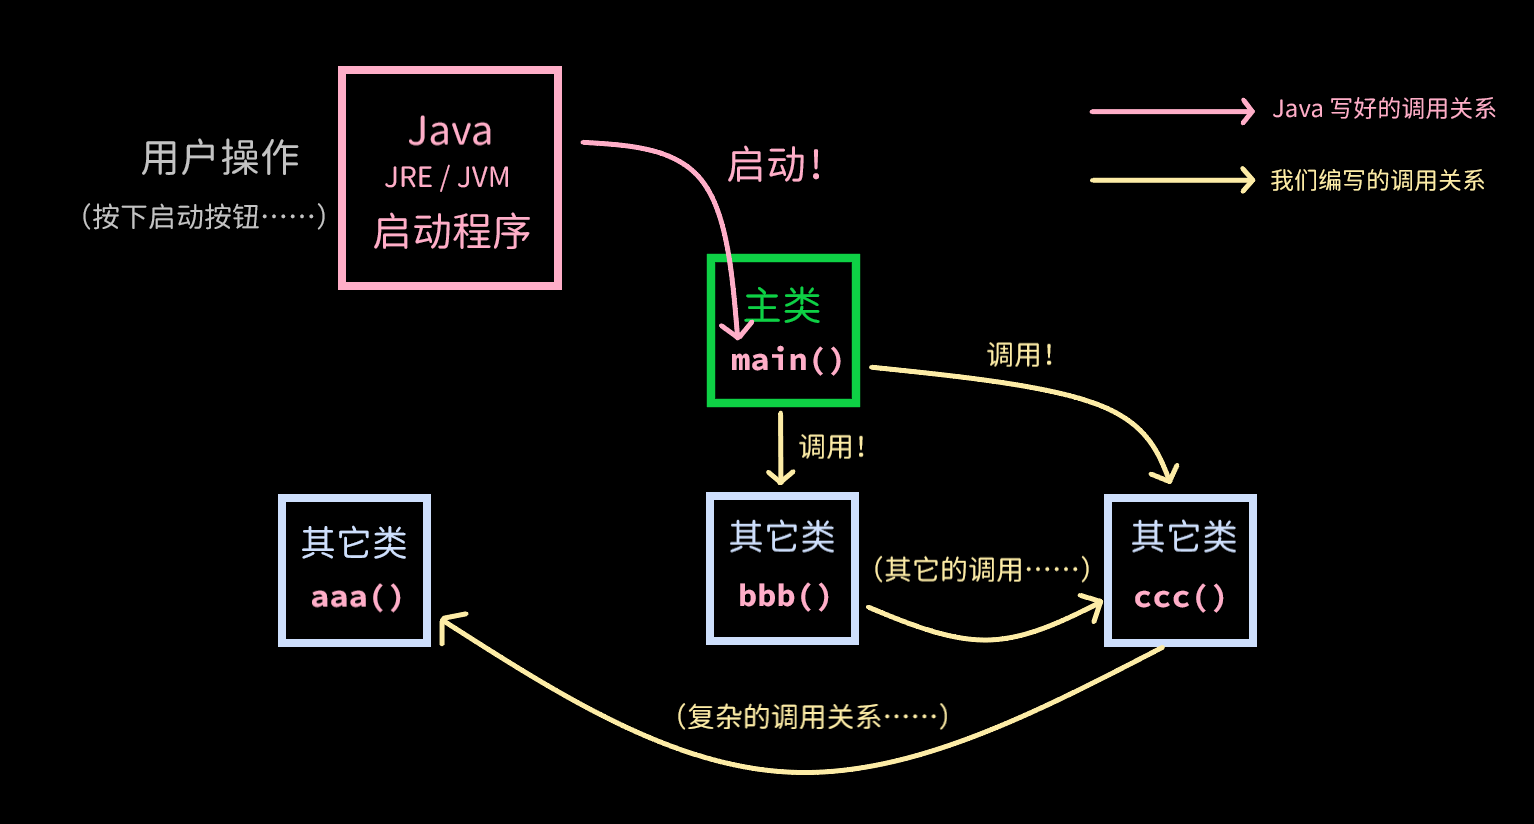 用户操作
（按下启动按钮……）
Java
JRE / JVM
启动程序
启动！
Java 写好的调用关系
我们编写的调用关系
主类
main()
调用！
调用！
其它类
aaa()
其它类
bbb()
（其它的调用……）
其它类
ccc()
（复杂的调用关系……）